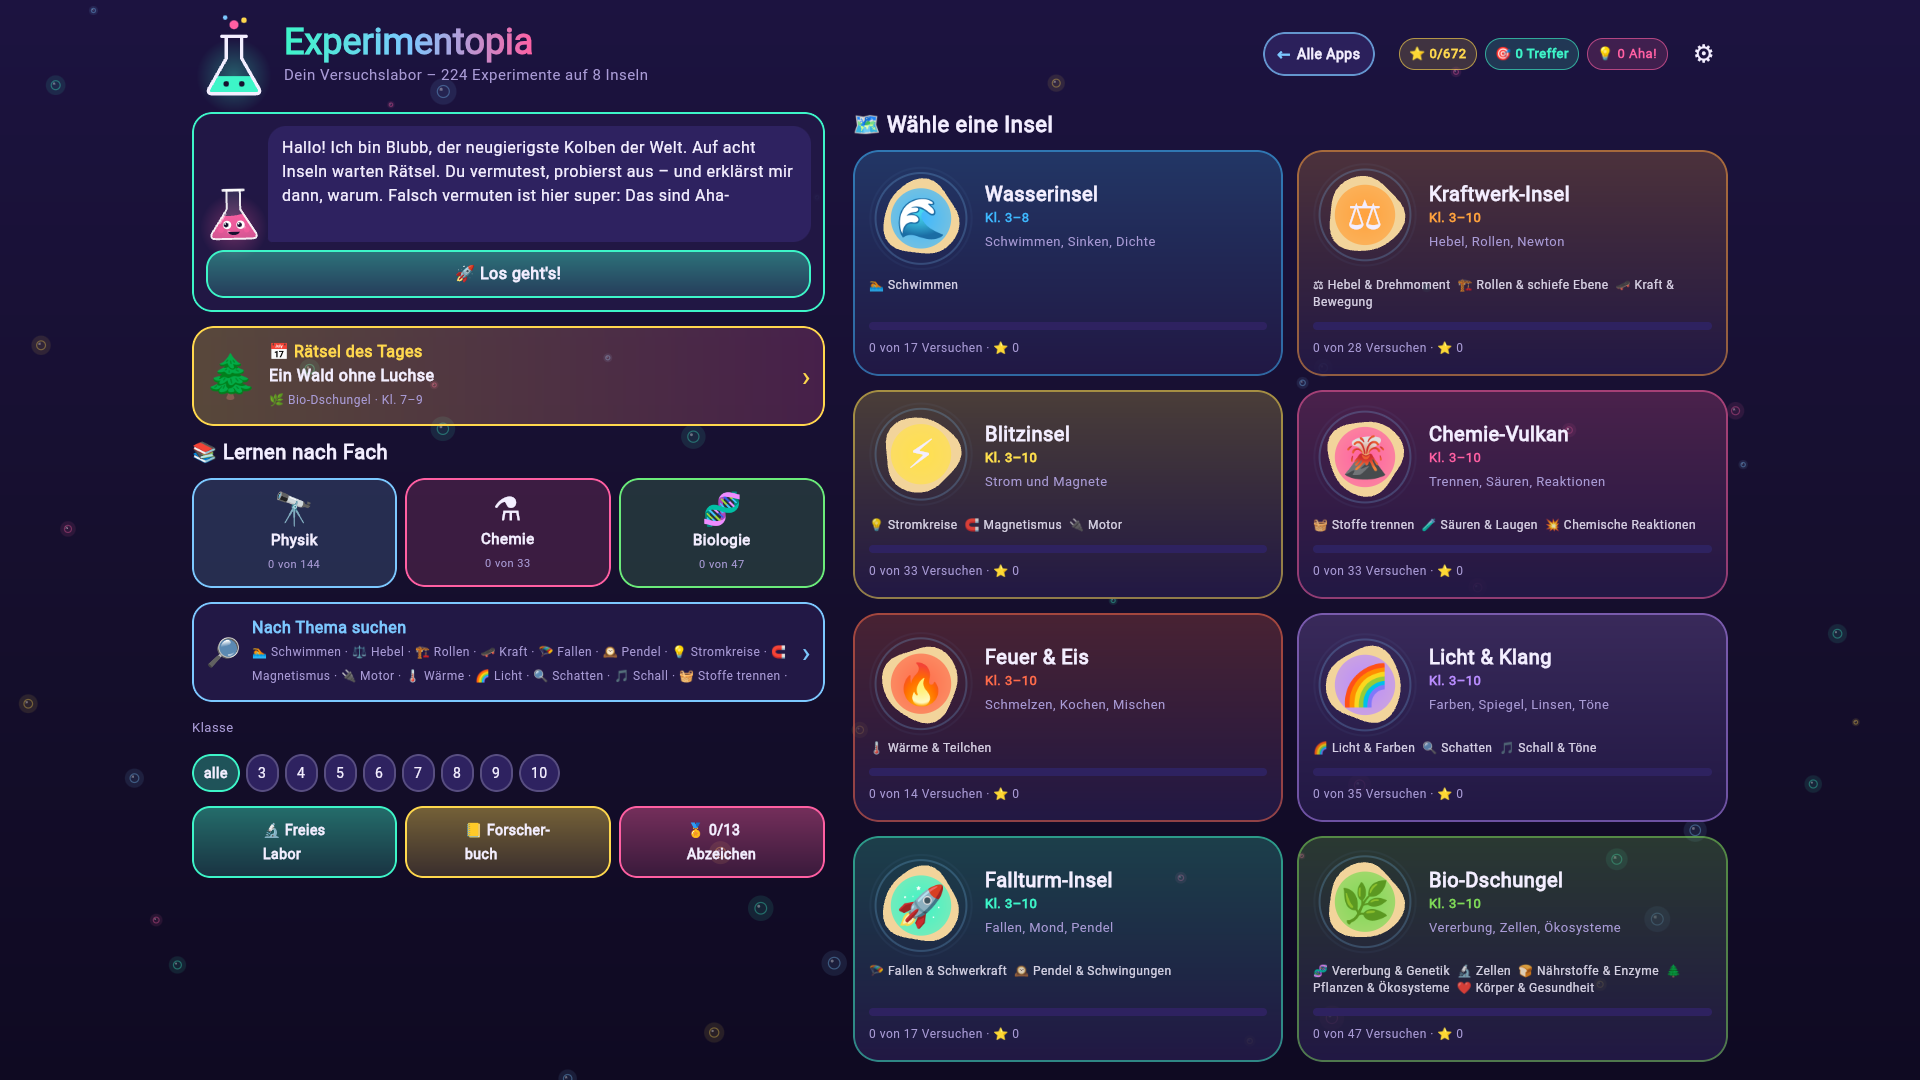 Experimentopia
Dein Versuchslabor – 224 Experimente auf 8 Inseln
← Alle Apps
⭐ 0/672
🎯 0 Treffer
💡 0 Aha!
Hallo! Ich bin Blubb, der neugierigste Kolben der Welt. Auf acht
Inseln warten Rätsel. Du vermutest, probierst aus – und erklärst mir
dann, warum. Falsch vermuten ist hier super: Das sind Aha-
🚀 Los geht's!
📅 Rätsel des Tages
Ein Wald ohne Luchse
🌿 Bio-Dschungel · Kl. 7–9
›
📚 Lernen nach Fach
Physik
0 von 144
Chemie
0 von 33
Biologie
0 von 47
Nach Thema suchen
🏊 Schwimmen · ⚖️ Hebel · 🏗️ Rollen · 🛹 Kraft · 🪂 Fallen · 🕰️ Pendel · 💡 Stromkreise · 🧲
Magnetismus · 🔌 Motor · 🌡️ Wärme · 🌈 Licht · 🔍 Schatten · 🎵 Schall · 🧺 Stoffe trennen ·
›
Klasse
alle 3 4 5 6 7 8 9 10
🔬 Freies
Labor
📒 Forscher-
buch
🏅 0/13
Abzeichen
🗺️ Wähle eine Insel
Wasserinsel
Kl. 3–8
Schwimmen, Sinken, Dichte
🏊 Schwimmen
0 von 17 Versuchen · ⭐ 0
Kraftwerk-Insel
Kl. 3–10
Hebel, Rollen, Newton
⚖ Hebel & Drehmoment 🏗️ Rollen & schiefe Ebene 🛹 Kraft &
Bewegung
0 von 28 Versuchen · ⭐ 0
Blitzinsel
Kl. 3–10
Strom und Magnete
💡 Stromkreise 🧲 Magnetismus 🔌 Motor
0 von 33 Versuchen · ⭐ 0
Chemie-Vulkan
Kl. 3–10
Trennen, Säuren, Reaktionen
🧺 Stoffe trennen 🧪 Säuren & Laugen 💥 Chemische Reaktionen
0 von 33 Versuchen · ⭐ 0
Feuer & Eis
Kl. 3–10
Schmelzen, Kochen, Mischen
🌡️ Wärme & Teilchen
0 von 14 Versuchen · ⭐ 0
Licht & Klang
Kl. 3–10
Farben, Spiegel, Linsen, Töne
🌈 Licht & Farben 🔍 Schatten 🎵 Schall & Töne
0 von 35 Versuchen · ⭐ 0
Fallturm-Insel
Kl. 3–10
Fallen, Mond, Pendel
🪂 Fallen & Schwerkraft 🕰️ Pendel & Schwingungen
0 von 17 Versuchen · ⭐ 0
Bio-Dschungel
Kl. 3–10
Vererbung, Zellen, Ökosysteme
🧬 Vererbung & Genetik 🔬 Zellen 🍞 Nährstoffe & Enzyme 🌲
Pflanzen & Ökosysteme ❤️ Körper & Gesundheit
0 von 47 Versuchen · ⭐ 0